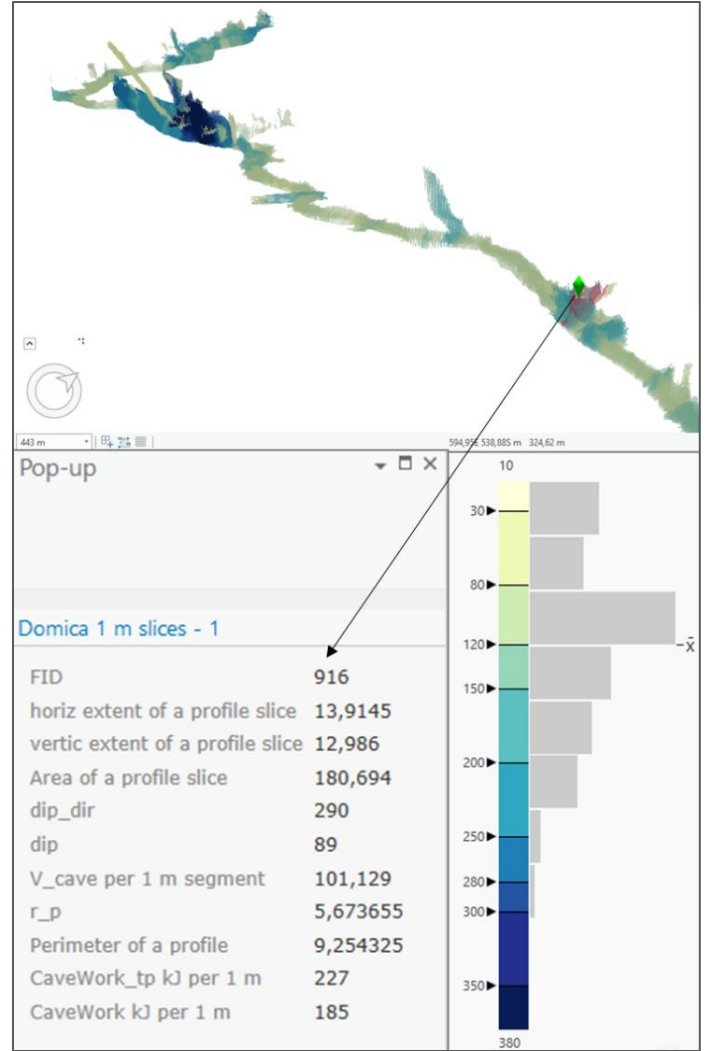 443 m
594,95E 538,88S m 324,62 m
Pop-up
Domica 1 m slices - 1
FID 916
horiz extent of a profile slice 13,9145
vertic extent of a profile slice 12,986
Area of a profile slice 180,694
dip_dir 290
dip 89
V_cave per 1 m segment 101,129
r_p 5,673655
Perimeter of a profile 9,254325
CaveWork_tp kJ per 1 m 227
CaveWork kJ per 1 m 185
10
30
80
120
x̄
150
200
250
280
300
350
380